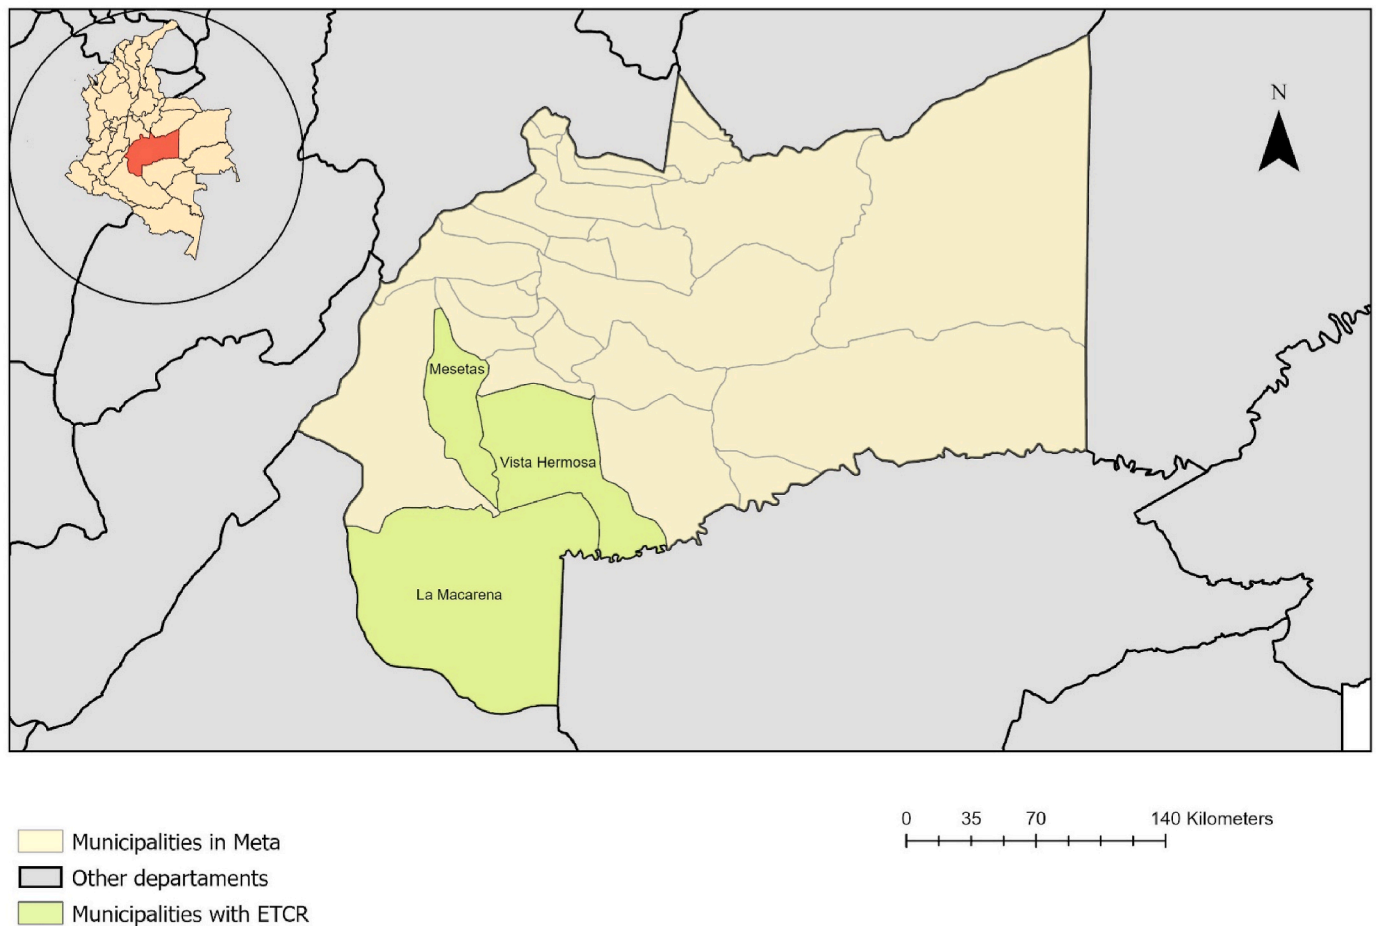 N
Mesetas
Vista Hermosa
La Macarena
0 35 70 140 Kilometers
Municipalities in Meta
Other departaments
Municipalities with ETCR